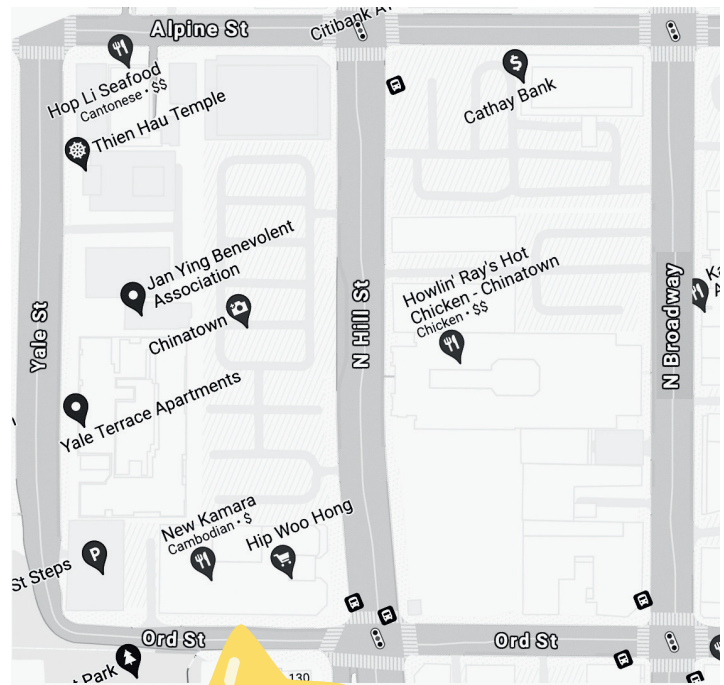 Alpine St
Citibank AT
Hop Li Seafood
Cantonese • $$
Thien Hau Temple
Cathay Bank
Jan Ying Benevolent
Association
Chinatown
Howlin' Ray's Hot
Chicken - Chinatown
Chicken • $$
Yale St
N Hill St
N Broadway
Yale Terrace Apartments
New Kamara
Cambodian • $
Hip Woo Hong
P
St Steps
Ord St
Ord St
t Park
130